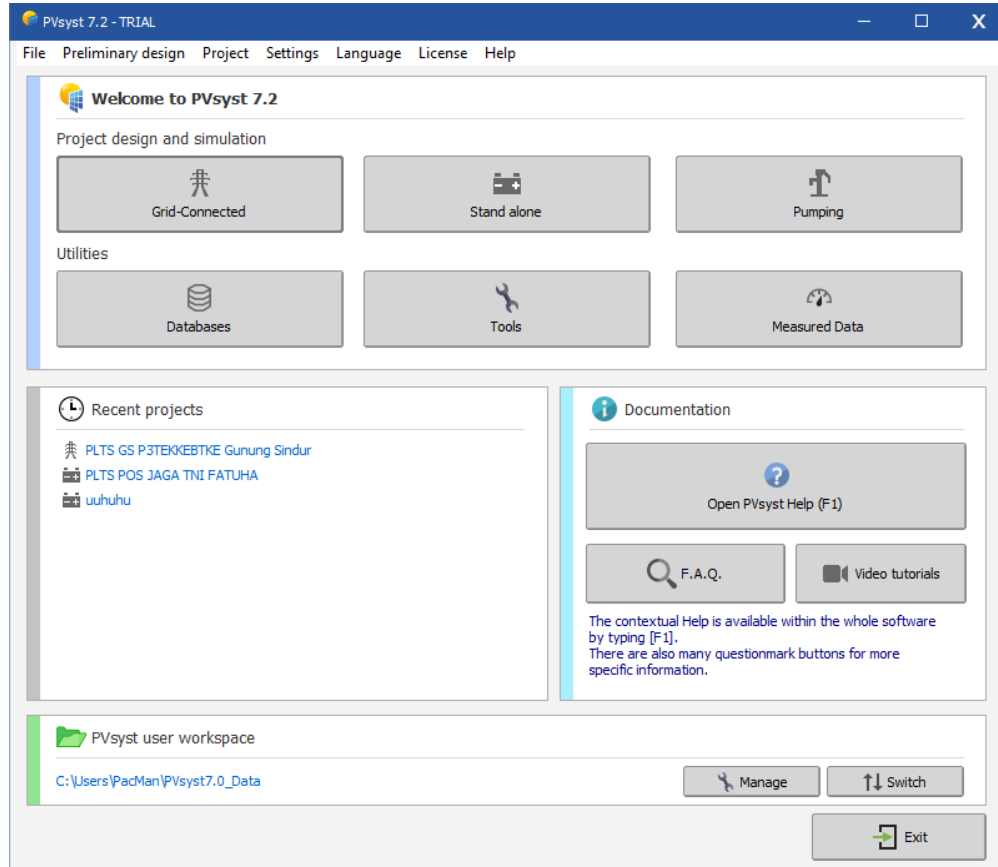 PVsyst 7.2 - TRIAL
File Preliminary design Project Settings Language License Help
Welcome to PVsyst 7.2
Project design and simulation
Grid-Connected
Stand alone
Pumping
Utilities
Databases
Tools
Measured Data
Recent projects
PLTS GS P3TEKKEBTKE Gunung Sindur
PLTS POS JAGA TNI FATUHA
uuhuhu
Documentation
Open PVsyst Help (F1)
F.A.Q.
Video tutorials
The contextual Help is available within the whole software
by typing [F1].
There are also many questionmark buttons for more
specific information.
PVsyst user workspace
C:\Users\PacMan\PVsyst7.0_Data
Manage
Switch
Exit